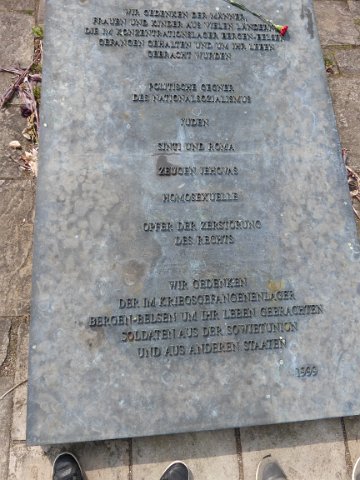 WIR GEDENKEN DER MÄNNER,
FRAUEN UND KINDER AUS VIELEN LÄNDERN,
DIE IM KONZENTRATIONSLAGER BERGEN-BELSEN
GEFANGEN GEHALTEN UND UM IHR LEBEN
GEBRACHT WURDEN
POLITISCHE GEGNER
DES NATIONALSOZIALISMUS
JUDEN
SINTI UND ROMA
ZEUGEN JEHOVAS
HOMOSEXUELLE
OPFER DER ZERSTÖRUNG
DES RECHTS
WIR GEDENKEN
DER IM KRIEGSGEFANGENENLAGER
BERGEN-BELSEN UM IHR LEBEN GEBRACHTEN
SOLDATEN AUS DER SOWJETUNION
UND AUS ANDEREN STAATEN
1999